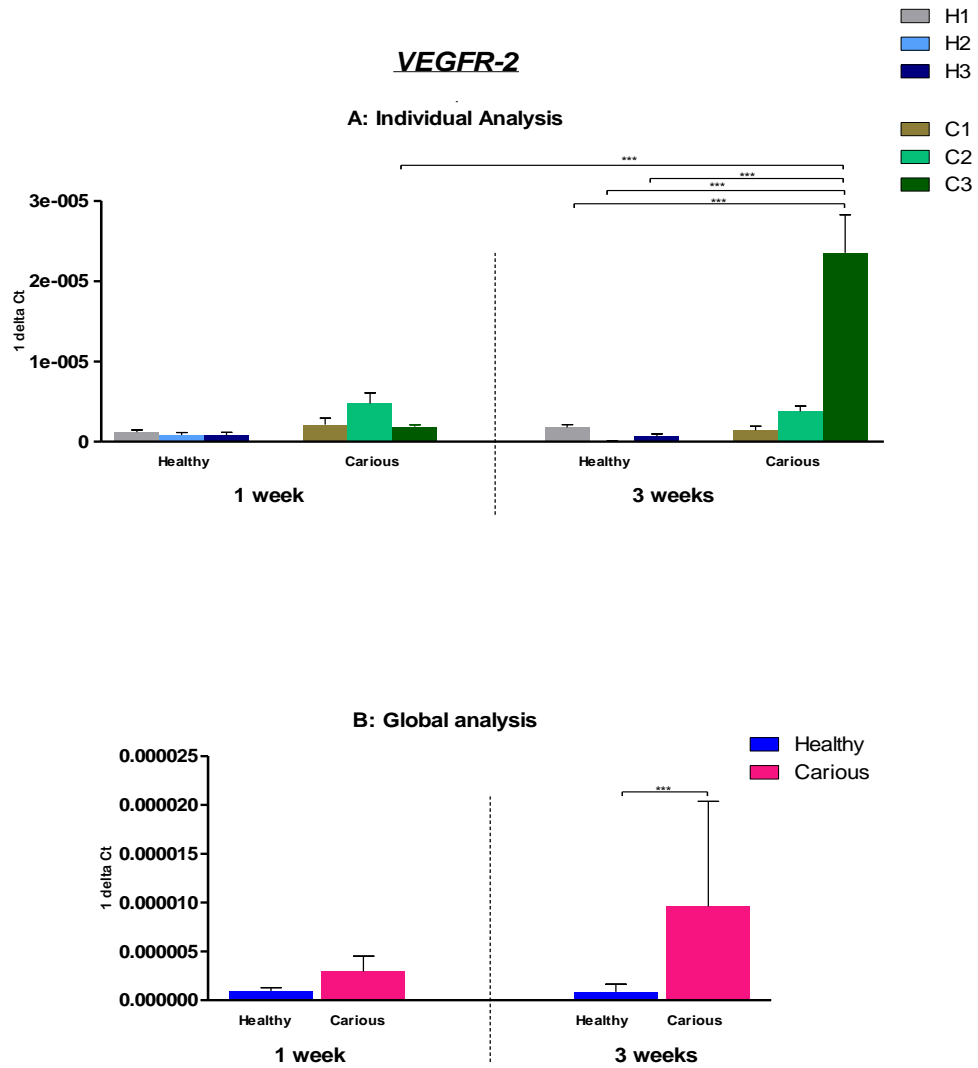 H1
H2
H3
VEGFR-2
A: Individual Analysis
C1
C2
C3
***
***
***
***
3e-005
2e-005
1e-005
0
1 delta Ct
Healthy
Carious
Healthy
Carious
1 week
3 weeks
B: Global analysis
Healthy
Carious
***
0.000025
0.000020
0.000015
0.000010
0.000005
0.000000
1 delta Ct
Healthy
Carious
Healthy
Carious
1 week
3 weeks